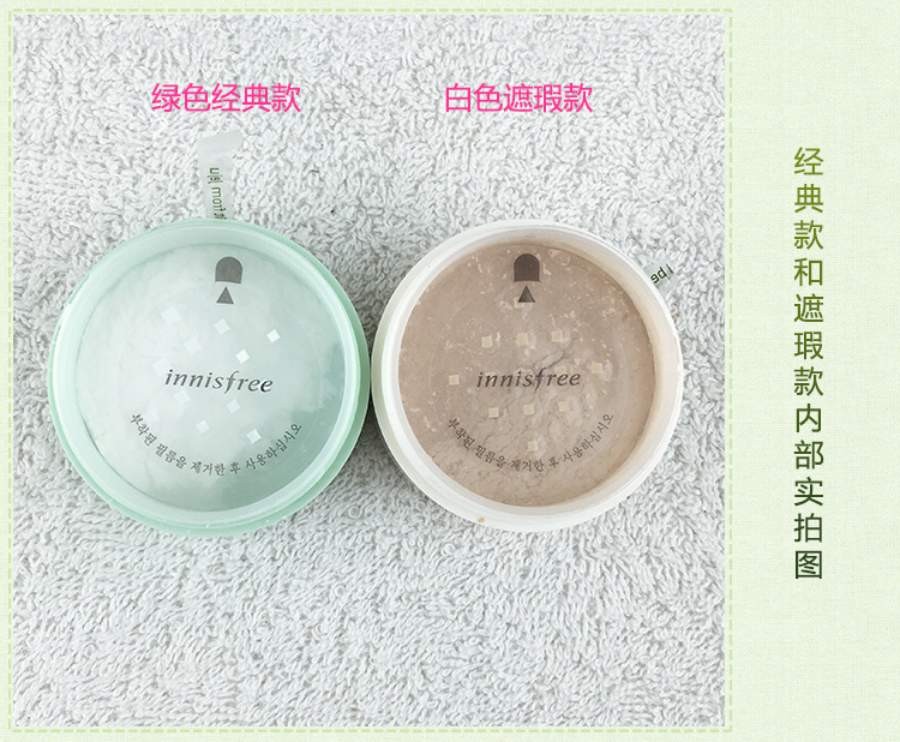 绿色经典款
白色遮瑕款
innisfree
부착된 필름을 제거한 후 사용하십시오
innisfree
부착된 필름을 제거한 후 사용하십시오
经典款和遮瑕款内部实拍图